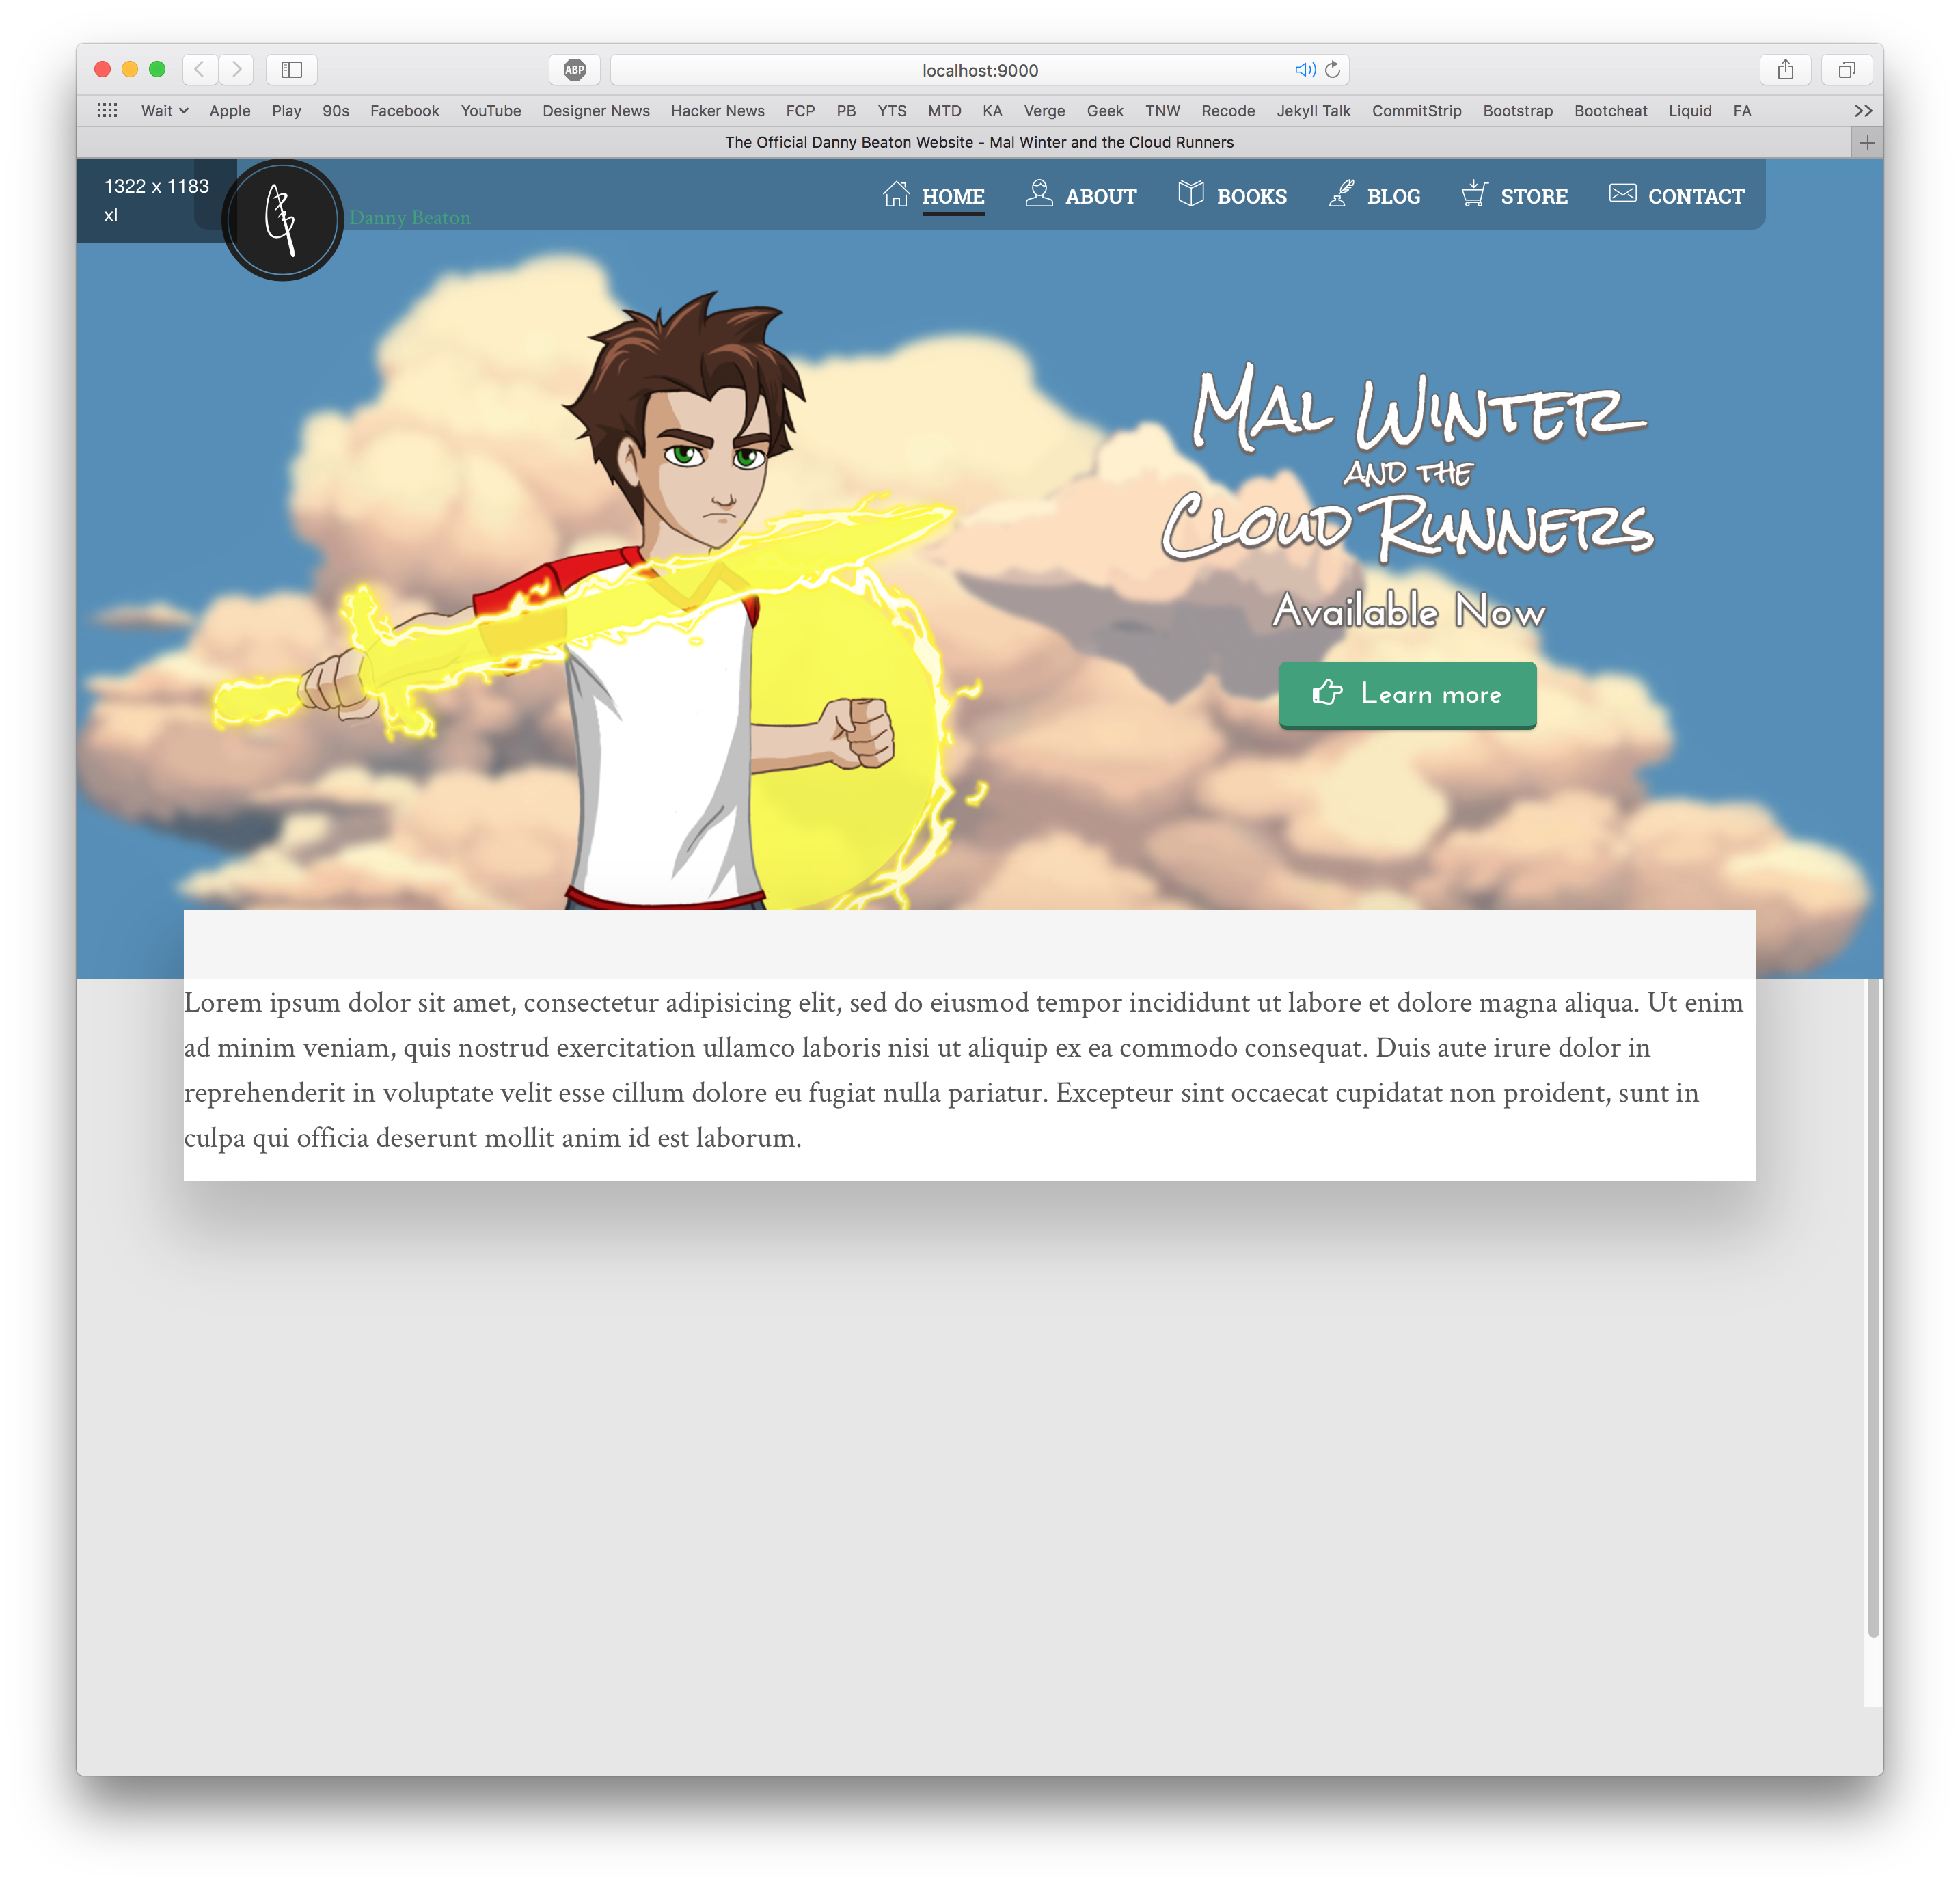 ABP
localhost:9000
Wait Apple Play 90s Facebook YouTube Designer News Hacker News FCP PB YTS MTD KA Verge Geek TNW Recode Jekyll Talk CommitStrip Bootstrap Bootcheat Liquid FA
The Official Danny Beaton Website - Mal Winter and the Cloud Runners
1322 x 1183
xl
Danny Beaton
HOME ABOUT BOOKS BLOG STORE CONTACT
Mal Winter
and the
Cloud Runners
Available Now
Learn more
Lorem ipsum dolor sit amet, consectetur adipisicing elit, sed do eiusmod tempor incididunt ut labore et dolore magna aliqua. Ut enim
ad minim veniam, quis nostrud exercitation ullamco laboris nisi ut aliquip ex ea commodo consequat. Duis aute irure dolor in
reprehenderit in voluptate velit esse cillum dolore eu fugiat nulla pariatur. Excepteur sint occaecat cupidatat non proident, sunt in
culpa qui officia deserunt mollit anim id est laborum.